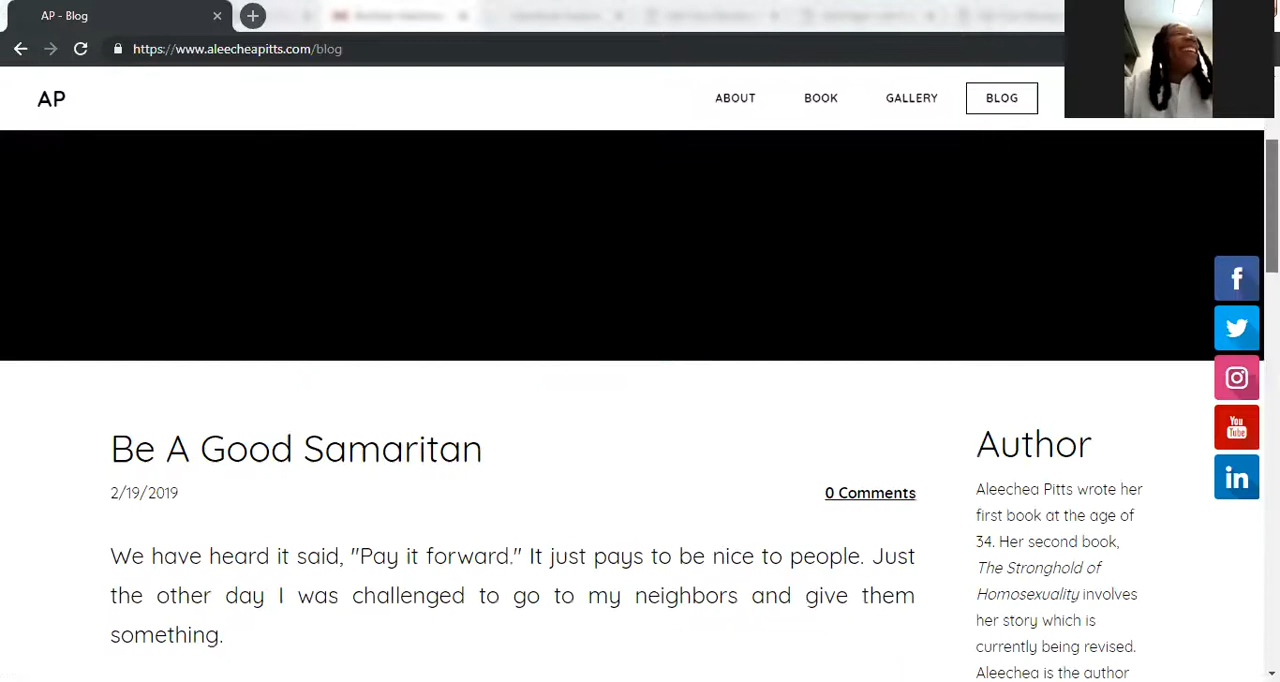 AP - Blog
https://www.aleecheapitts.com/blog
AP
ABOUT
BOOK
GALLERY
BLOG
Be A Good Samaritan
2/19/2019
0 Comments
We have heard it said, "Pay it forward." It just pays to be nice to people. Just
the other day I was challenged to go to my neighbors and give them
something.
Author
Aleechea Pitts wrote her
first book at the age of
34. Her second book,
The Stronghold of
Homosexuality involves
her story which is
currently being revised.
Aleechea is the author
f
You
Tube
in